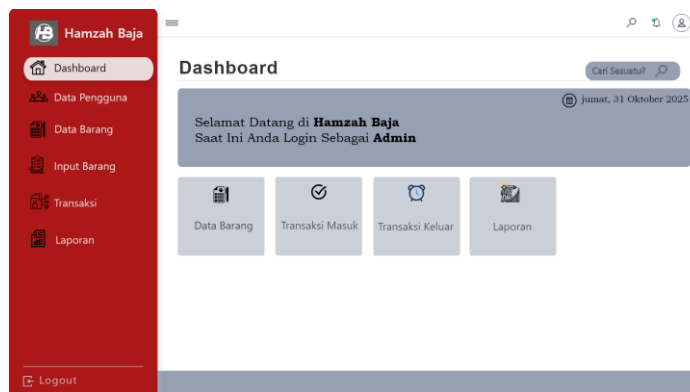 Hamzah Baja
Dashboard
Data Pengguna
Data Barang
Input Barang
Transaksi
Laporan
Logout
Dashboard
Cari Sesuatu?
jumat, 31 Oktober 2025
Selamat Datang di Hamzah Baja
Saat Ini Anda Login Sebagai Admin
Data Barang
Transaksi Masuk
Transaksi Keluar
Laporan